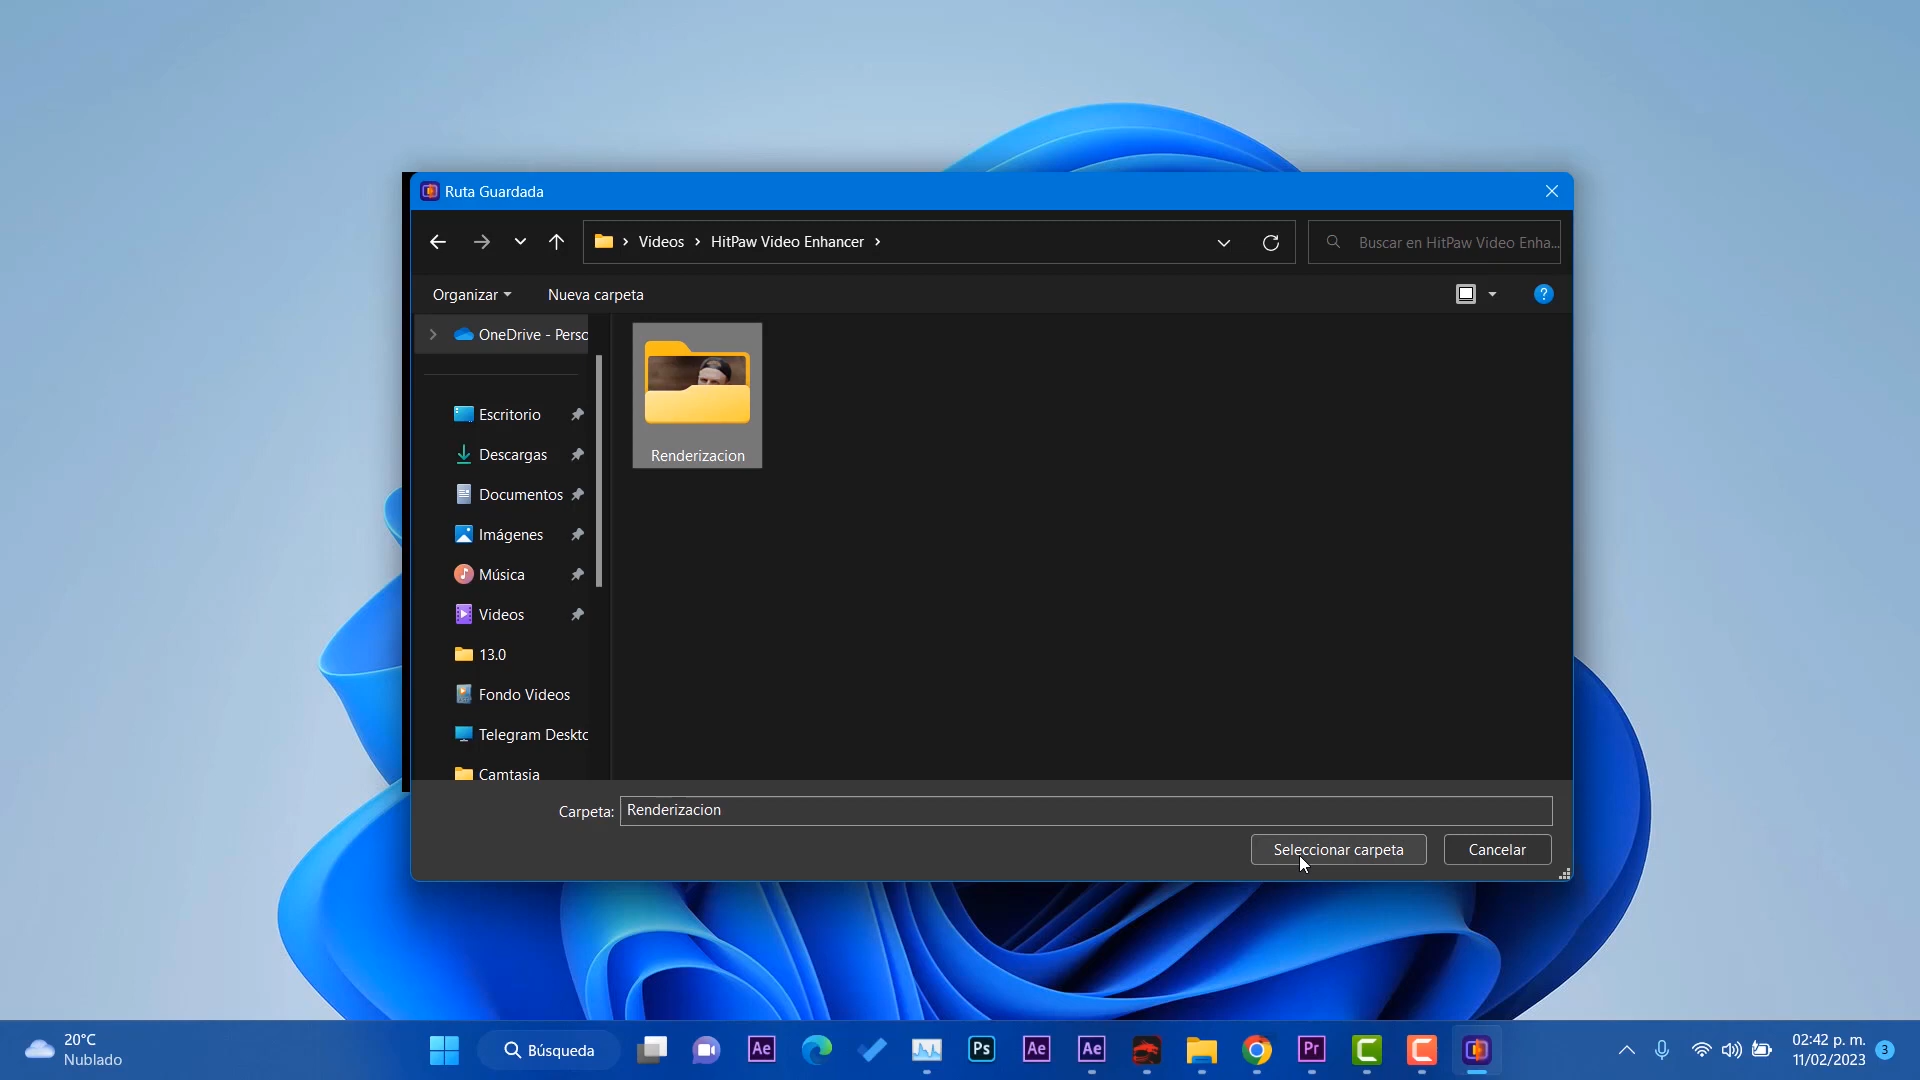 Ruta Guardada
Videos
HitPaw Video Enhancer
Buscar en HitPaw Video Enha...
Organizar
Nueva carpeta
?
OneDrive - Perso
Escritorio
Descargas
Documentos
Imágenes
Música
Videos
13.0
Fondo Videos
Telegram Deskto
Camtasia
Renderizacion
Carpeta:
Renderizacion
Seleccionar carpeta
Cancelar
20°C
Nublado
Búsqueda
Ae
Ps
Ae
Ae
Pr
02:42 p. m.
11/02/2023
3